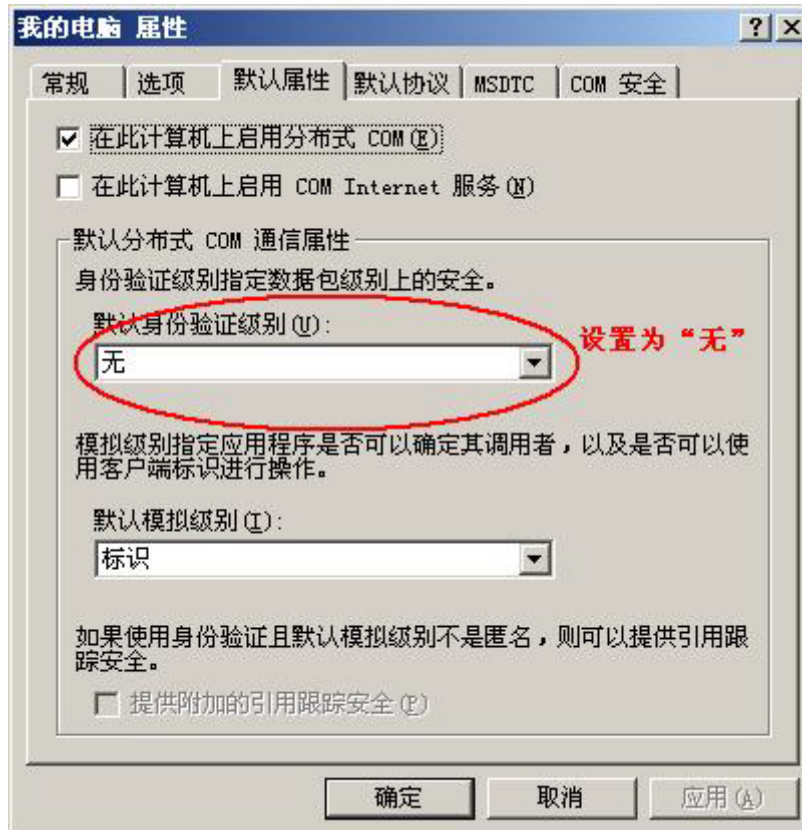 我的电脑 属性
常规 选项 默认属性 默认协议 MSDTC COM 安全
在此计算机上启用分布式 COM(E)
在此计算机上启用 COM Internet 服务(N)
默认分布式 COM 通信属性
身份验证级别指定数据包级别上的安全。
默认身份验证级别(U):
无
设置为“无”
模拟级别指定应用程序是否可以确定其调用者，以及是否可以使
用客户端标识进行操作。
默认模拟级别(I):
标识
如果使用身份验证且默认模拟级别不是匿名，则可以提供引用跟
踪安全。
提供附加的引用跟踪安全(P)
确定 取消 应用(A)